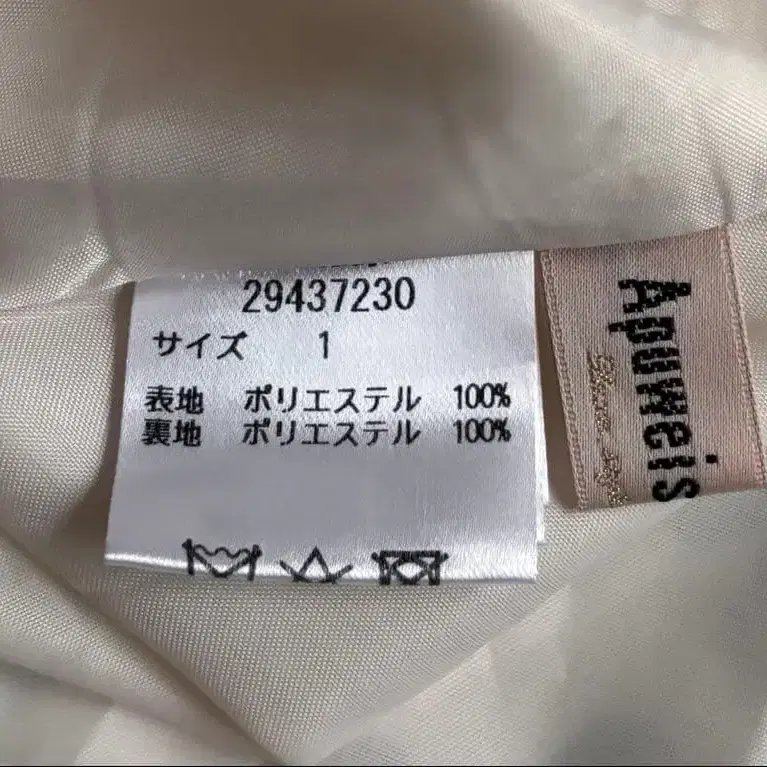 29437230
サイズ 1
表地 ポリエステル 100%
裏地 ポリエステル 100%
Apuweis